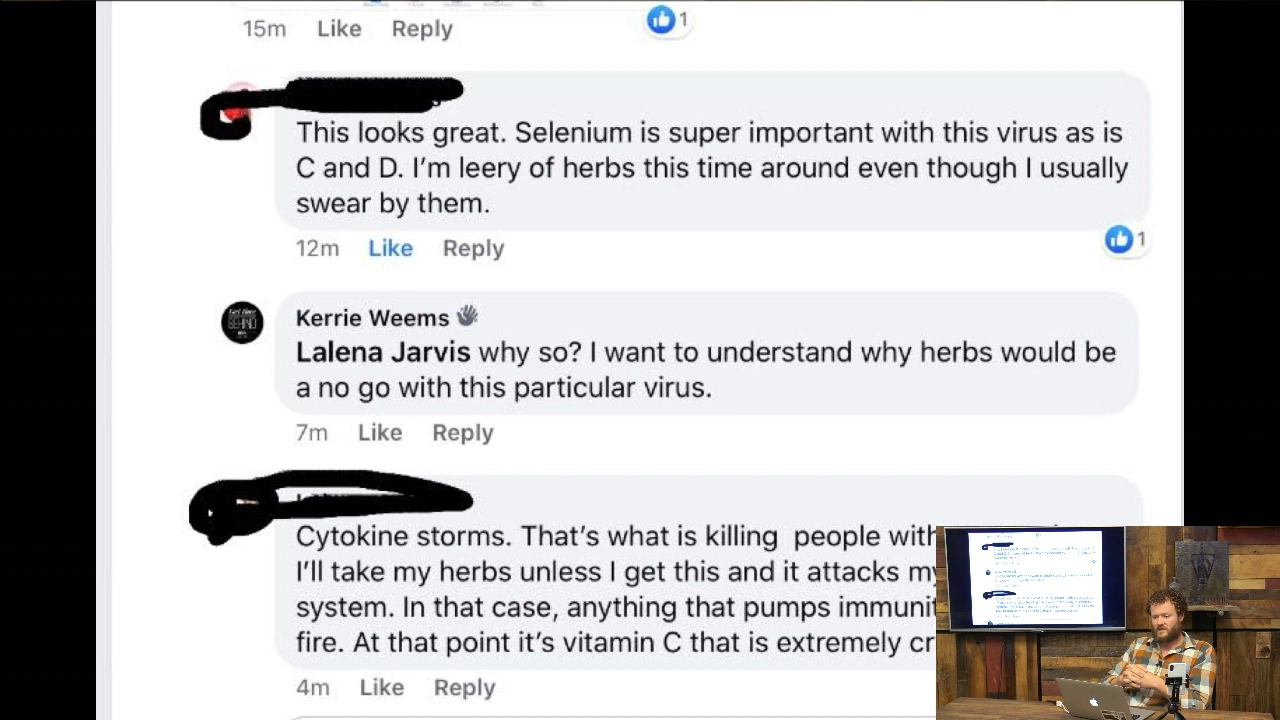 15m Like Reply 1
This looks great. Selenium is super important with this virus as is
C and D. I'm leery of herbs this time around even though I usually
swear by them.
12m Like Reply 1
Kerrie Weems
Lalena Jarvis why so? I want to understand why herbs would be
a no go with this particular virus.
7m Like Reply
Cytokine storms. That's what is killing people with
I'll take my herbs unless I get this and it attacks my
system. In that case, anything that pumps immunit
fire. At that point it's vitamin C that is extremely cr
4m Like Reply